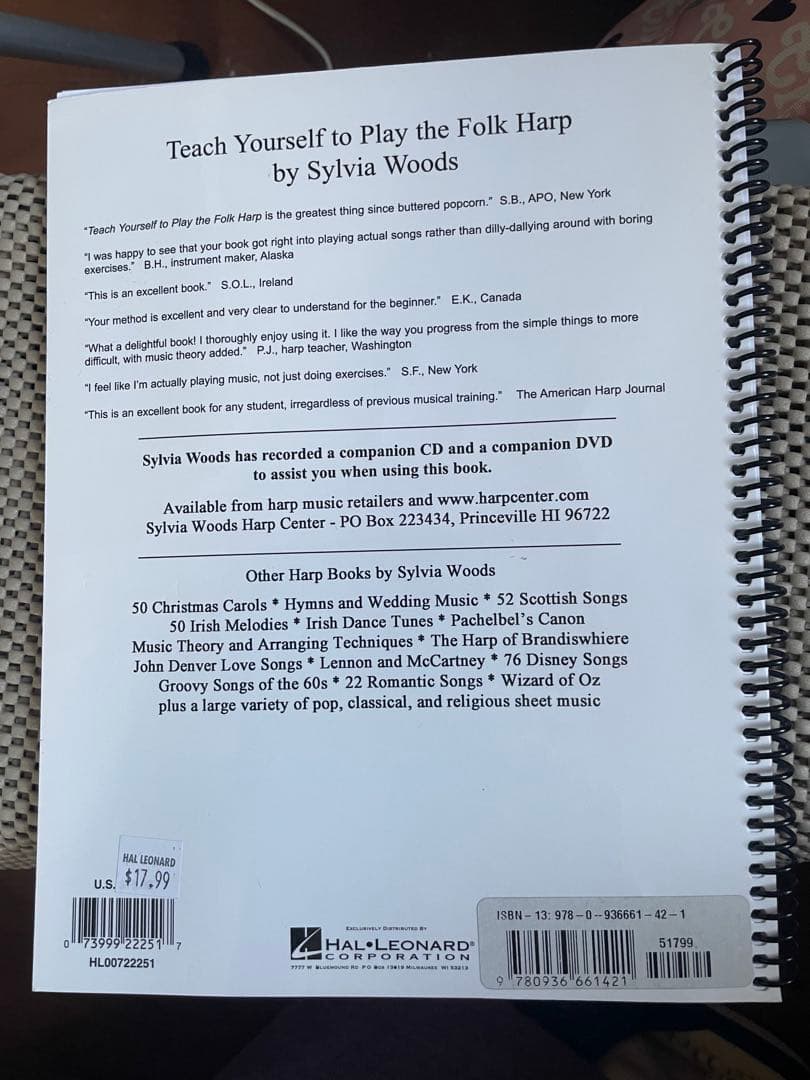 Teach Yourself to Play the Folk Harp
by Sylvia Woods
"Teach Yourself to Play the Folk Harp is the greatest thing since buttered popcorn." S.B., APO, New York
"I was happy to see that your book got right into playing actual songs rather than dilly-dallying around with boring
exercises." B.H., instrument maker, Alaska
"This is an excellent book." S.O.L., Ireland
"Your method is excellent and very clear to understand for the beginner." E.K., Canada
"What a delightful book! I thoroughly enjoy using it. I like the way you progress from the simple things to more
difficult, with music theory added." P.J., harp teacher, Washington
"I feel like I'm actually playing music, not just doing exercises." S.F., New York
"This is an excellent book for any student, irregardless of previous musical training." The American Harp Journal
Sylvia Woods has recorded a companion CD and a companion DVD
to assist you when using this book.
Available from harp music retailers and www.harpcenter.com
Sylvia Woods Harp Center - PO Box 223434, Princeville HI 96722
Other Harp Books by Sylvia Woods
50 Christmas Carols * Hymns and Wedding Music * 52 Scottish Songs
50 Irish Melodies * Irish Dance Tunes * Pachelbel's Canon
Music Theory and Arranging Techniques * The Harp of Brandiswhiere
John Denver Love Songs * Lennon and McCartney * 76 Disney Songs
Groovy Songs of the 60s * 22 Romantic Songs * Wizard of Oz
plus a large variety of pop, classical, and religious sheet music
HAL LEONARD
U.S. $17.99
0 73999 22251 7
HL00722251
EXCLUSIVELY DISTRIBUTED BY
HAL•LEONARD®
CORPORATION
7777 W. BLUEMOUND RD. P.O. BOX 13819 MILWAUKEE, WI 53213
ISBN-13: 978-0-936661-42-1
51799
9 780936 661421